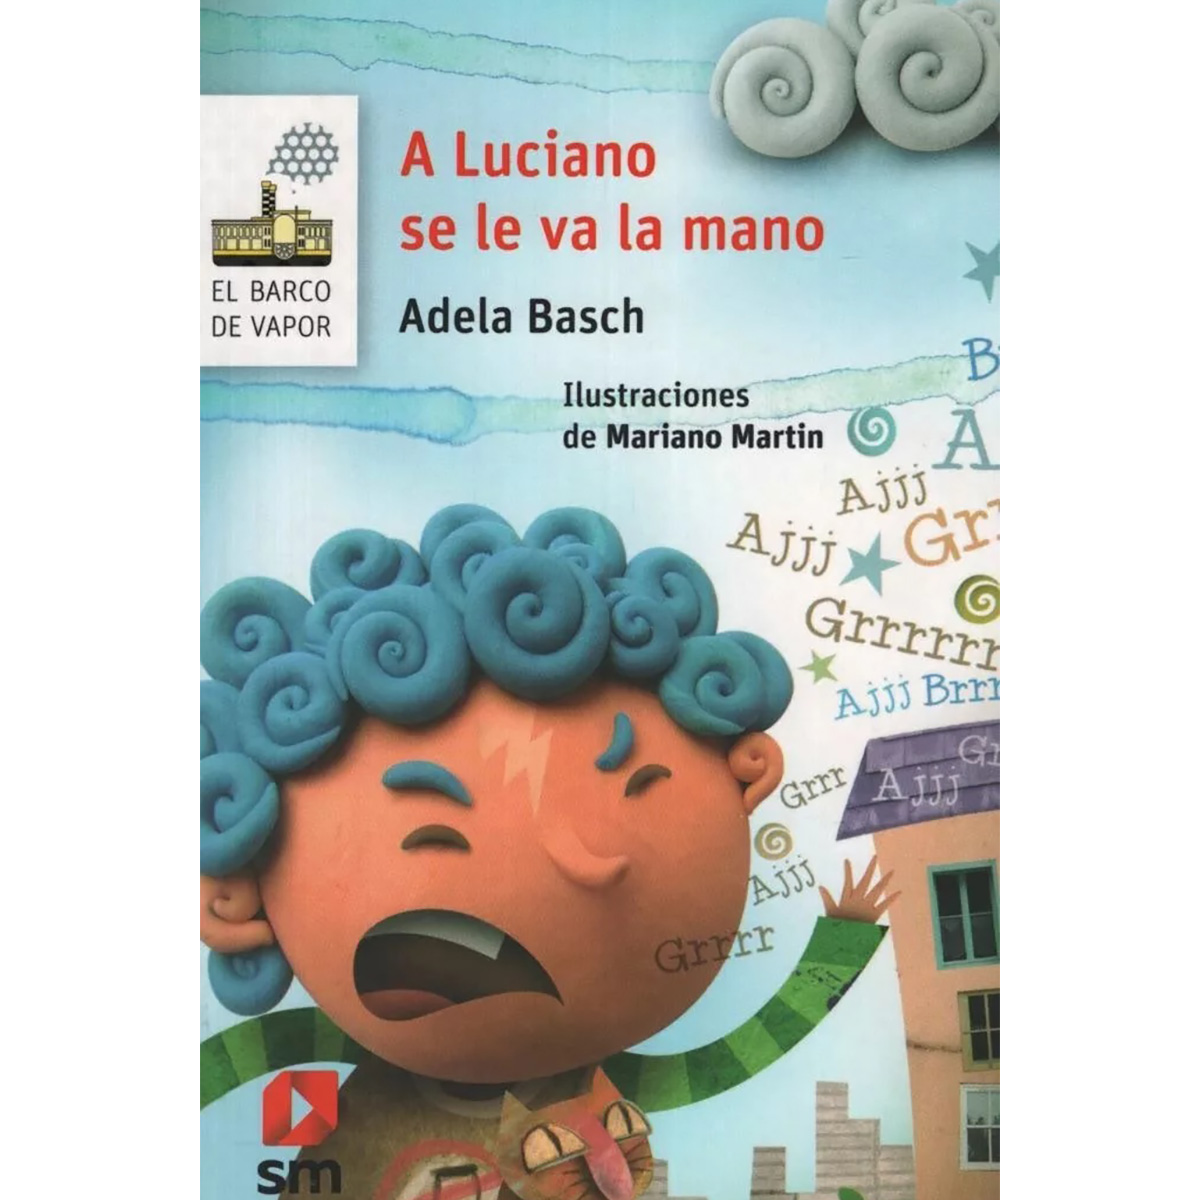 A Luciano
se le va la mano
EL BARCO
DE VAPOR
Adela Basch
Ilustraciones
de Mariano Martin
Ajjj
Ajjj
Grrrrrr
Ajjj Brrr
Grrr
Ajjj
Ajjj
Grrrr
sm